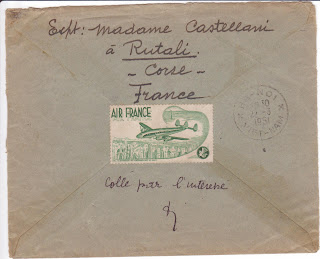 Expt: Madame Castellani
à Rutali.
- Corse -
France
AIR FRANCE
Collé par l'intéressé